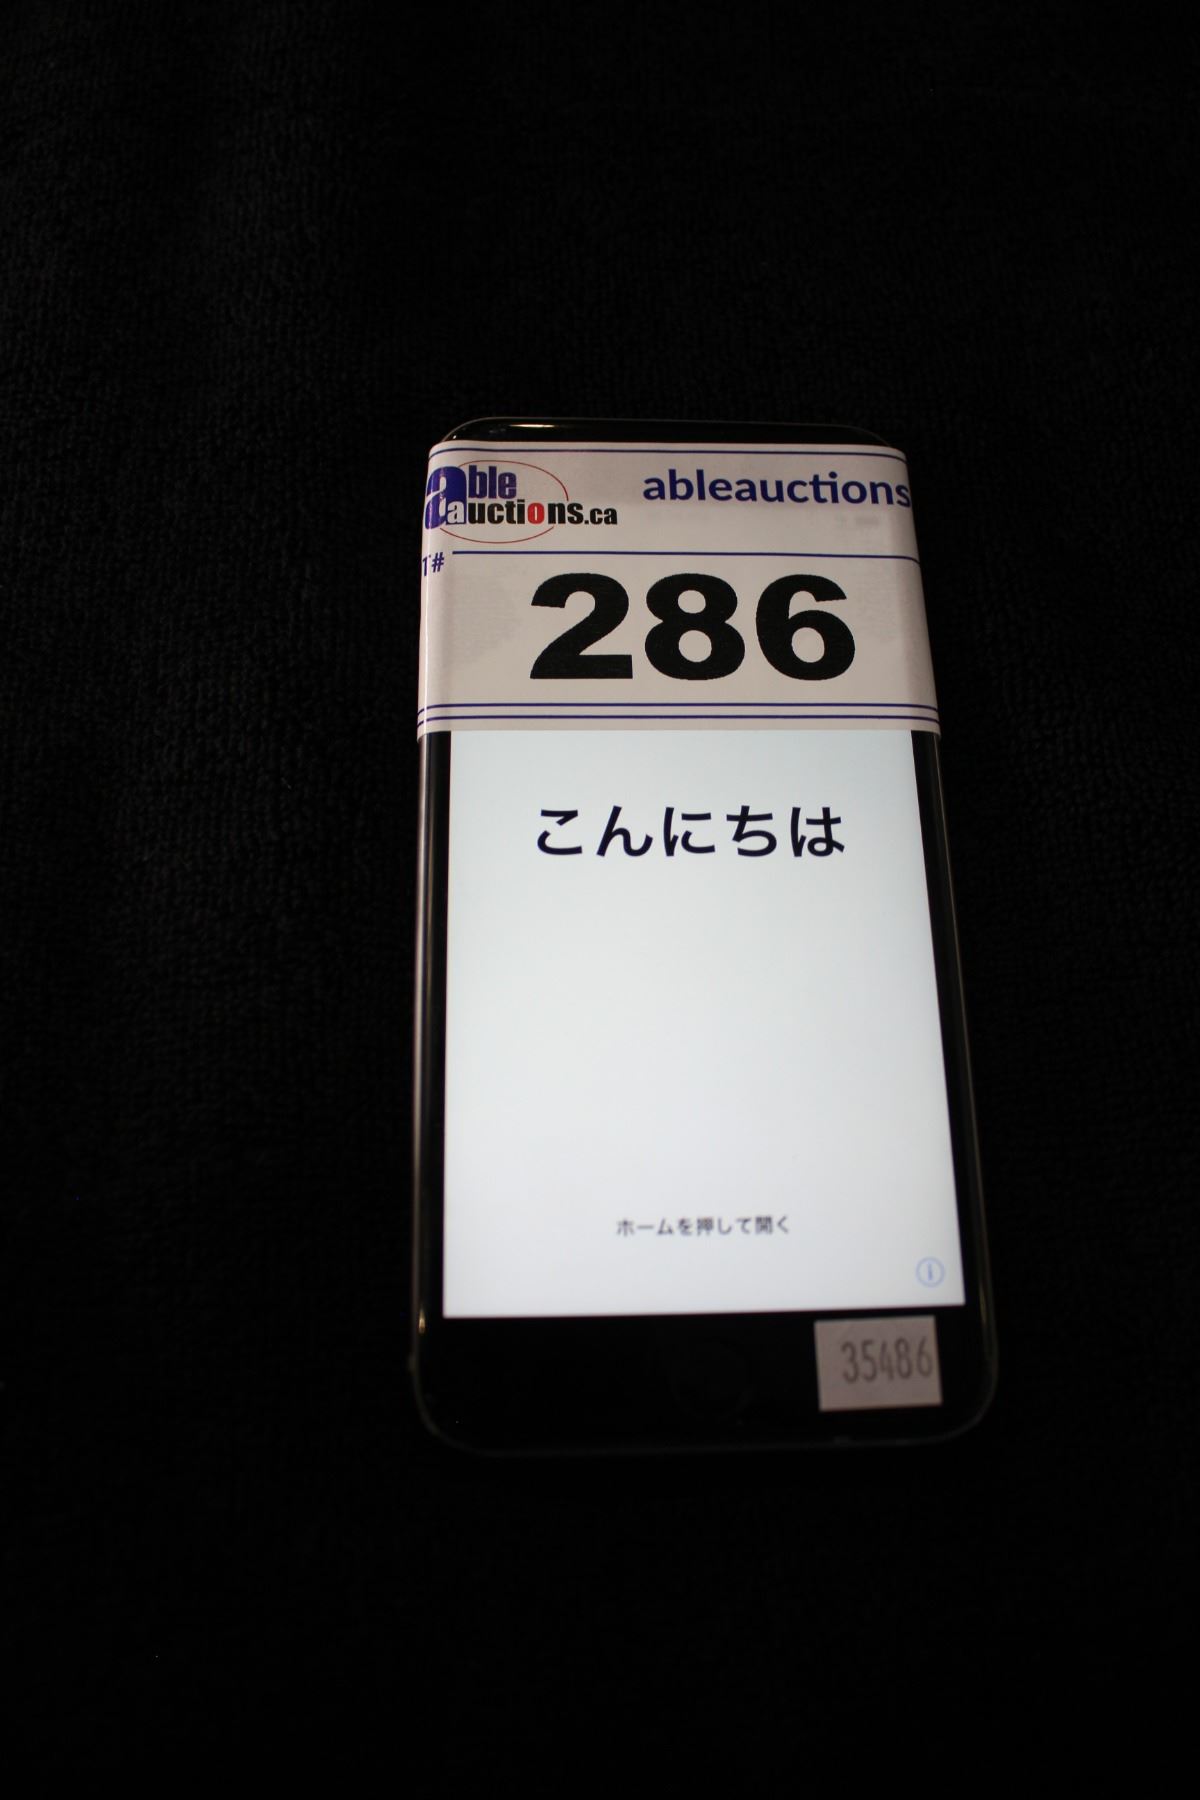 able
auctions.ca
ableauctions
T#
286
こんにちは
ホームを押して開く
35486